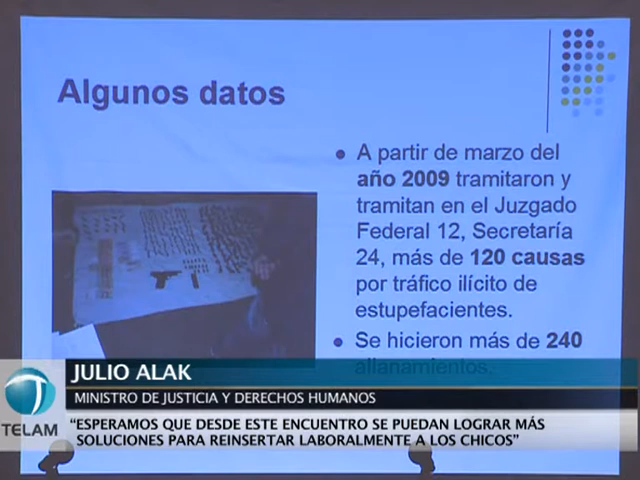 Algunos datos
A partir de marzo del
año 2009 tramitaron y
tramitan en el Juzgado
Federal 12, Secretaría
24, más de 120 causas
por tráfico ilícito de
estupefacientes.
Se hicieron más de 240
allanamientos.
JULIO ALAK
MINISTRO DE JUSTICIA Y DERECHOS HUMANOS
TELAM
“ESPERAMOS QUE DESDE ESTE ENCUENTRO SE PUEDAN LOGRAR MÁS
SOLUCIONES PARA REINSERTAR LABORALMENTE A LOS CHICOS”